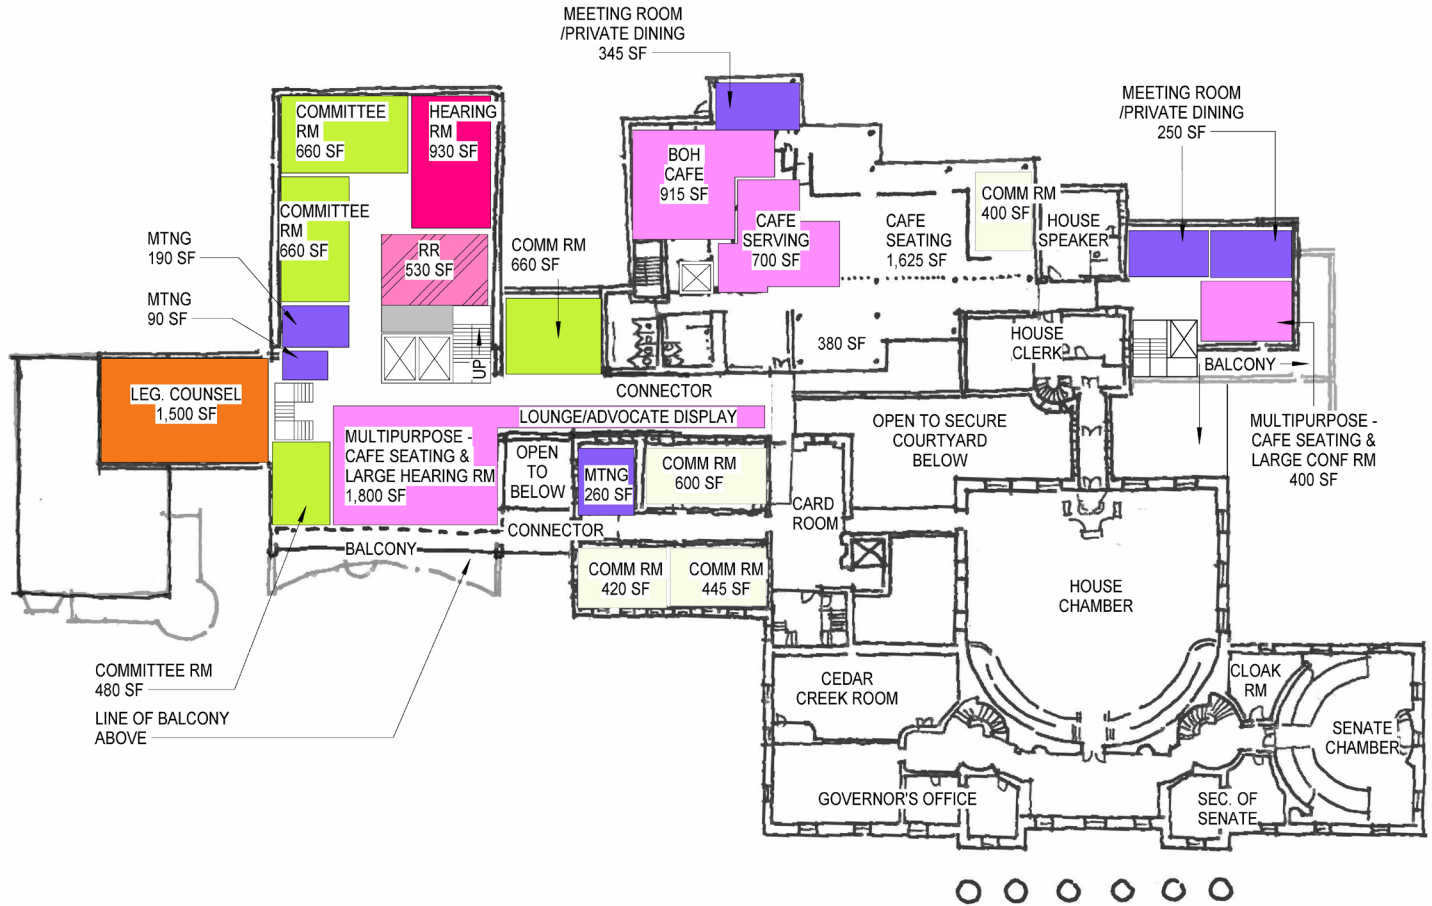 MEETING ROOM
/PRIVATE DINING
345 SF
MEETING ROOM
/PRIVATE DINING
250 SF
COMMITTEE
RM
660 SF
HEARING
RM
930 SF
COMMITTEE
RM
660 SF
MTNG
190 SF
MTNG
90 SF
RR
530 SF
UP
COMM RM
660 SF
BOH
CAFE
915 SF
CAFE
SERVING
700 SF
CAFE
SEATING
1,625 SF
COMM RM
400 SF
HOUSE
SPEAKER
HOUSE
CLERK
380 SF
BALCONY
MULTIPURPOSE -
CAFE SEATING &
LARGE CONF RM
400 SF
LEG. COUNSEL
1,500 SF
CONNECTOR
LOUNGE/ADVOCATE DISPLAY
MULTIPURPOSE -
CAFE SEATING &
LARGE HEARING RM
1,800 SF
OPEN
TO
BELOW
MTNG
260 SF
COMM RM
600 SF
OPEN TO SECURE
COURTYARD
BELOW
CARD
ROOM
CONNECTOR
BALCONY
COMM RM
420 SF
COMM RM
445 SF
HOUSE
CHAMBER
COMMITTEE RM
480 SF
LINE OF BALCONY
ABOVE
CEDAR
CREEK ROOM
CLOAK
RM
SENATE
CHAMBER
GOVERNOR'S OFFICE
SEC. OF
SENATE